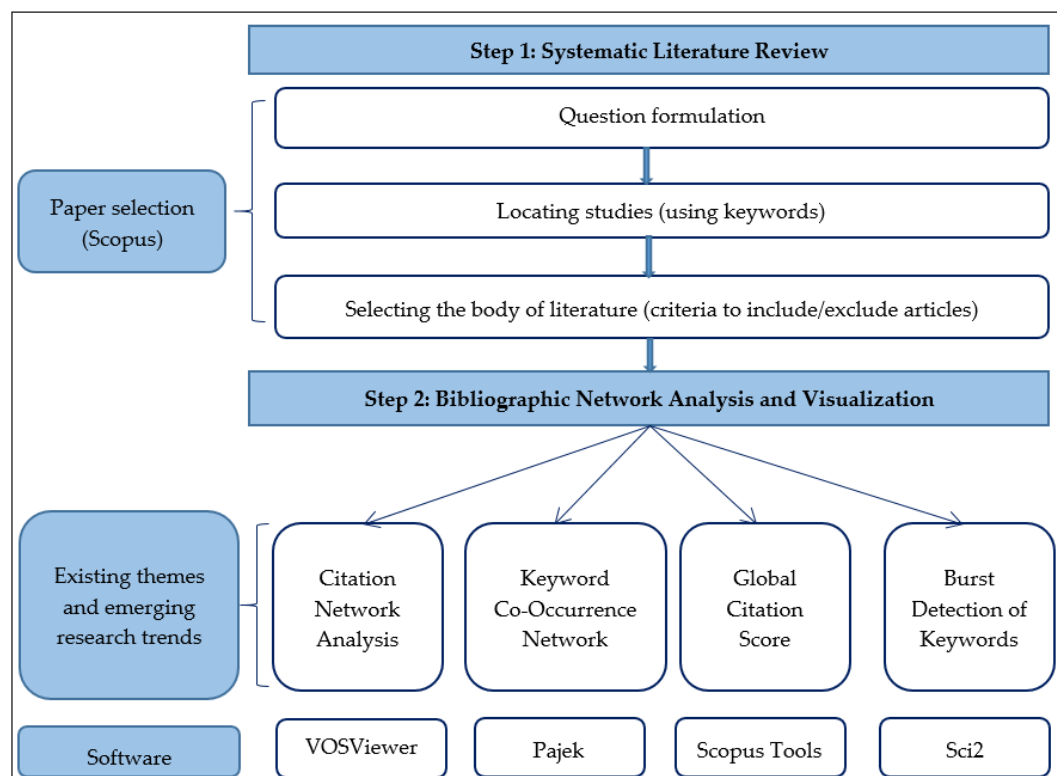 Step 1: Systematic Literature Review
Question formulation
Paper selection
(Scopus)
Locating studies (using keywords)
Selecting the body of literature (criteria to include/exclude articles)
Step 2: Bibliographic Network Analysis and Visualization
Existing themes
and emerging
research trends
Citation
Network
Analysis
Keyword
Co-Occurrence
Network
Global
Citation
Score
Burst
Detection of
Keywords
Software
VOSViewer
Pajek
Scopus Tools
Sci2